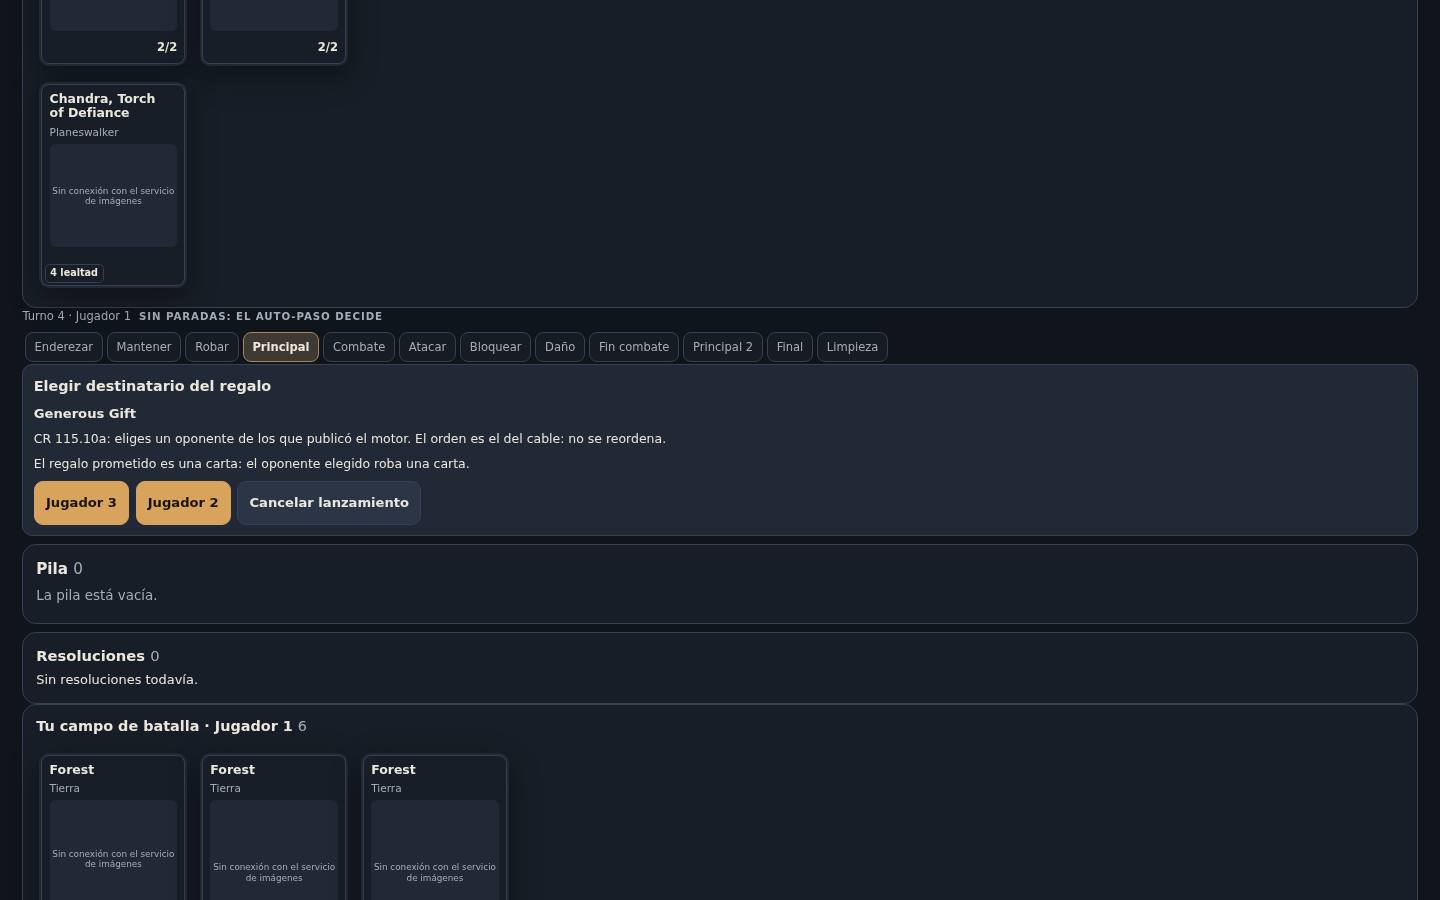 2/2
2/2
Chandra, Torch
of Defiance
Planeswalker
Sin conexión con el servicio
de imágenes
4 lealtad
Turno 4 · Jugador 1 SIN PARADAS: EL AUTO-PASO DECIDE
Enderezar Mantener Robar Principal Combate Atacar Bloquear Daño Fin combate Principal 2 Final Limpieza
Elegir destinatario del regalo
Generous Gift
CR 115.10a: eliges un oponente de los que publicó el motor. El orden es el del cable: no se reordena.
El regalo prometido es una carta: el oponente elegido roba una carta.
Jugador 3 Jugador 2 Cancelar lanzamiento
Pila 0
La pila está vacía.
Resoluciones 0
Sin resoluciones todavía.
Tu campo de batalla · Jugador 1 6
Forest
Tierra
Sin conexión con el servicio
de imágenes
Forest
Tierra
Sin conexión con el servicio
de imágenes
Forest
Tierra
Sin conexión con el servicio
de imágenes